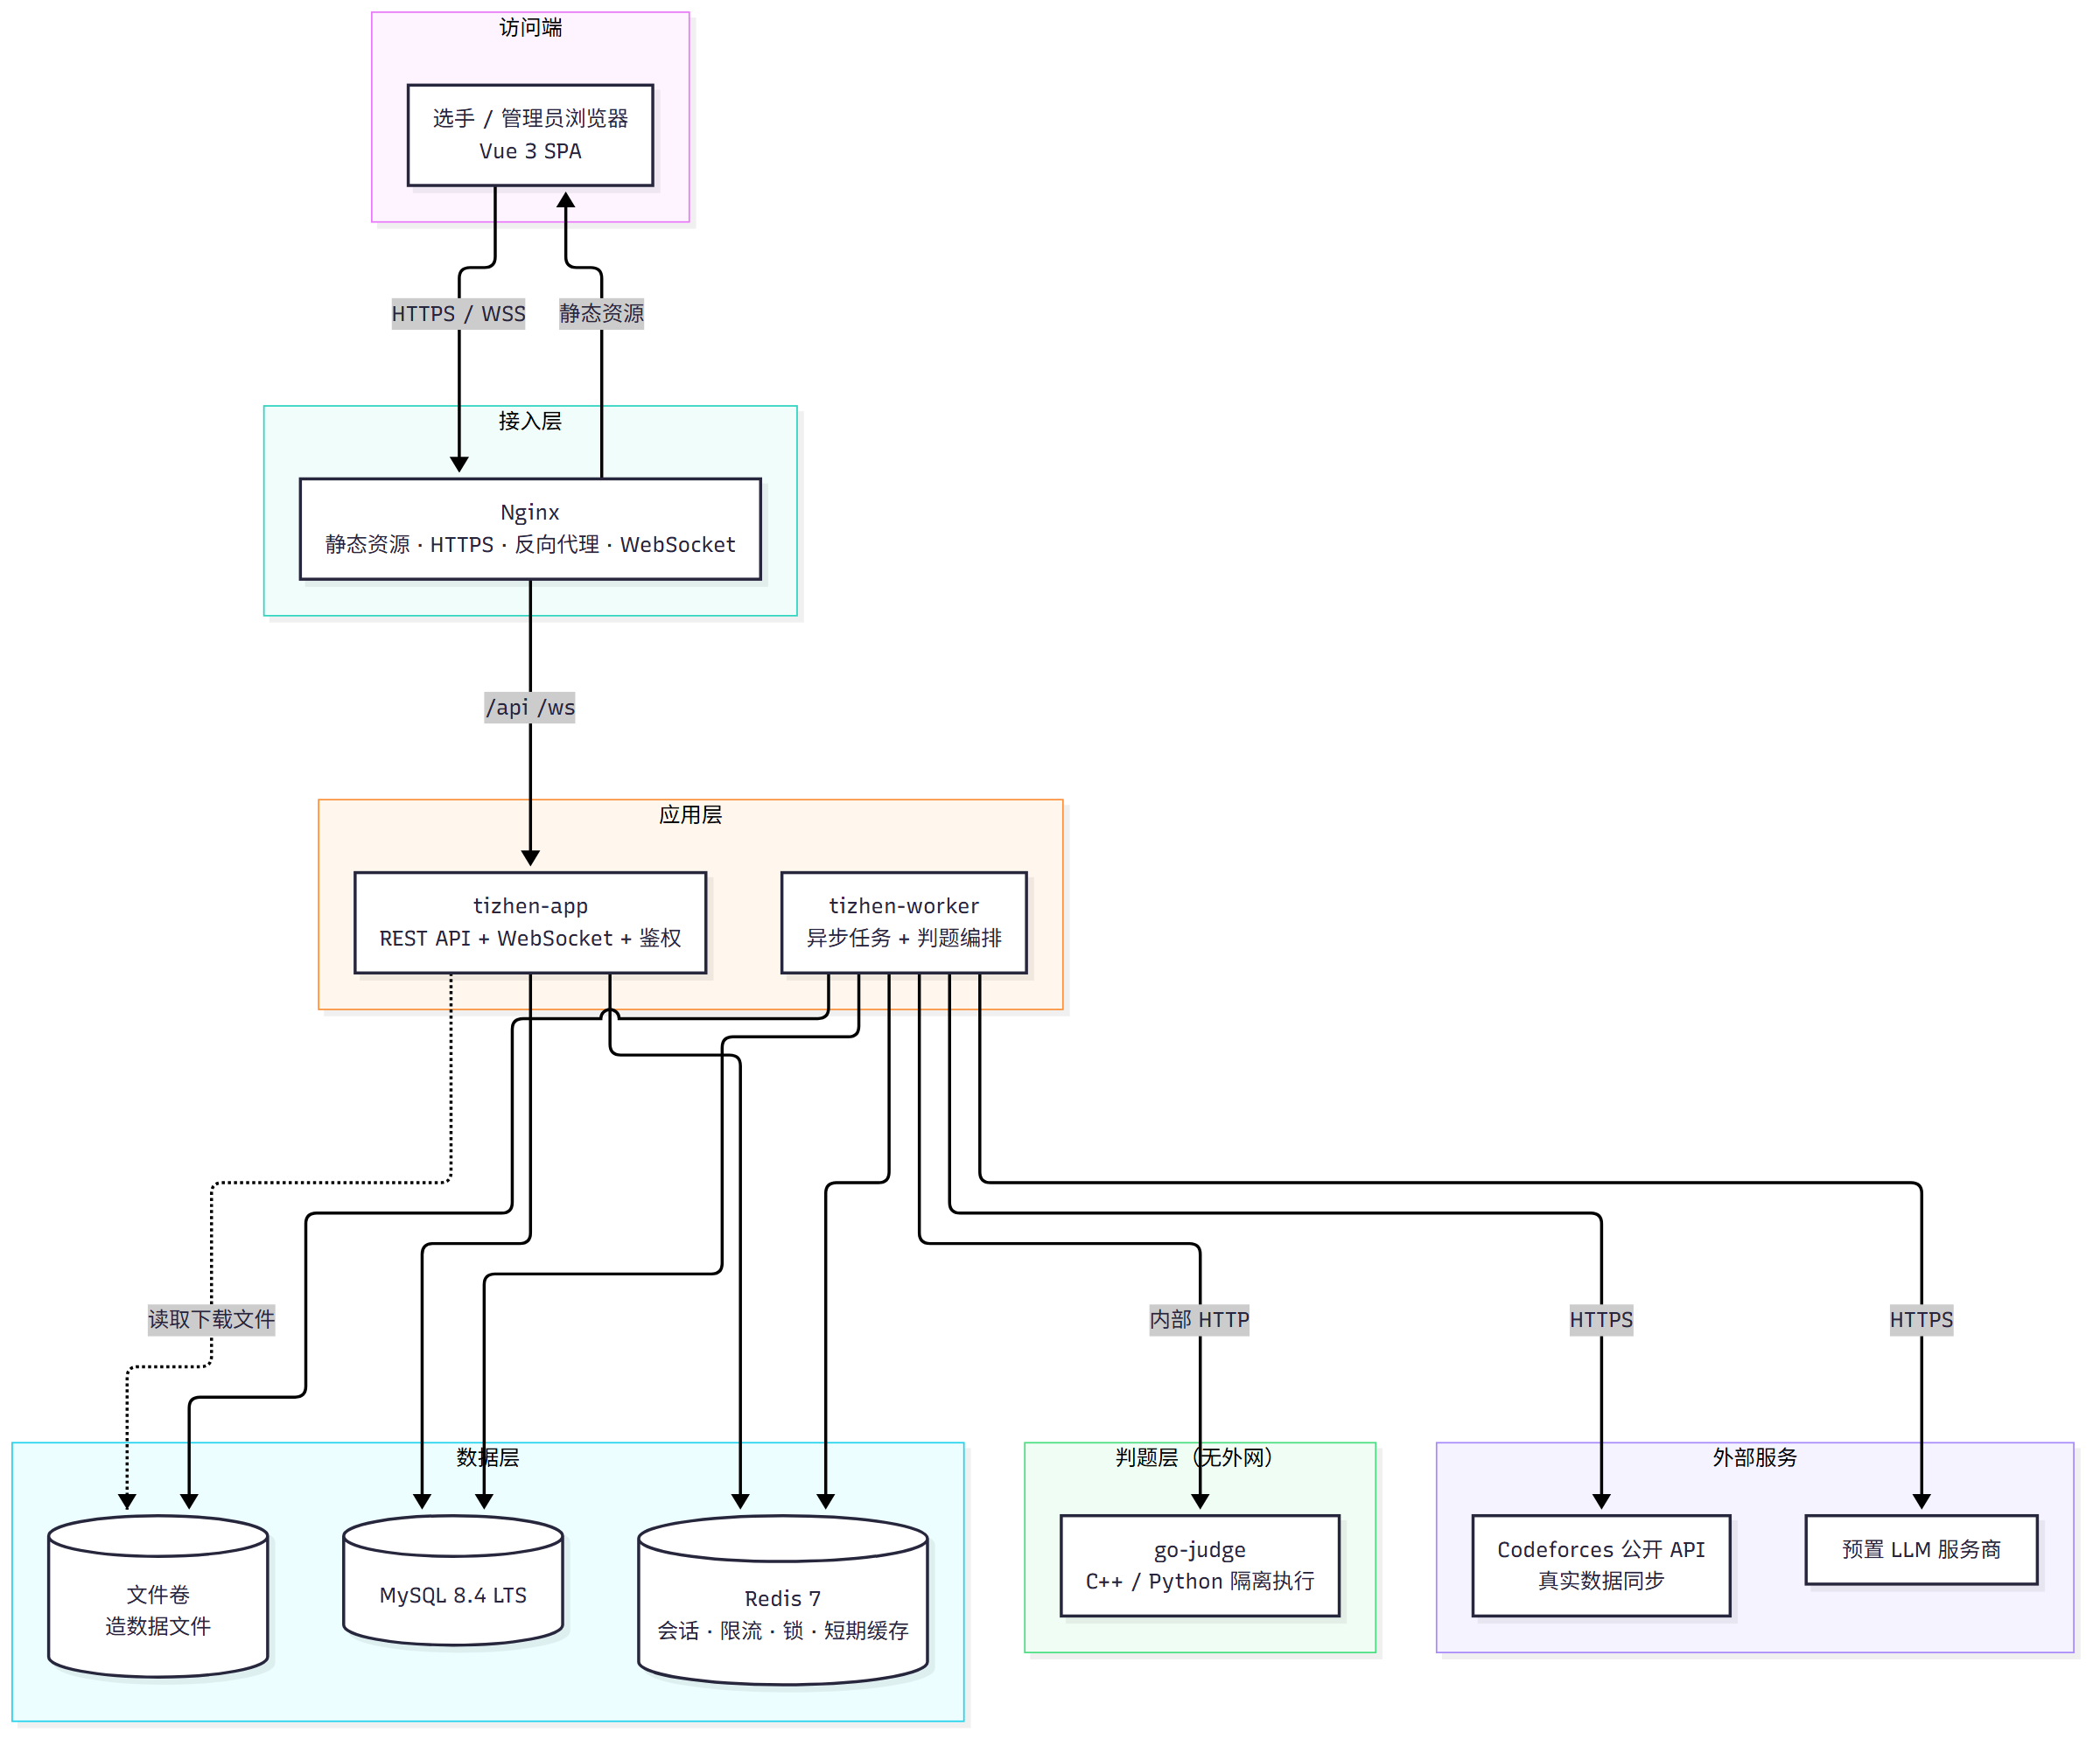 访问端
选手 / 管理员浏览器
Vue 3 SPA
HTTPS / WSS
静态资源
接入层
Nginx
静态资源 · HTTPS · 反向代理 · WebSocket
/api /ws
应用层
tizhen-app
REST API + WebSocket + 鉴权
tizhen-worker
异步任务 + 判题编排
读取下载文件
内部 HTTP
HTTPS
HTTPS
数据层
文件卷
造数据文件
MySQL 8.4 LTS
Redis 7
会话 · 限流 · 锁 · 短期缓存
判题层（无外网）
go-judge
C++ / Python 隔离执行
外部服务
Codeforces 公开 API
真实数据同步
预置 LLM 服务商